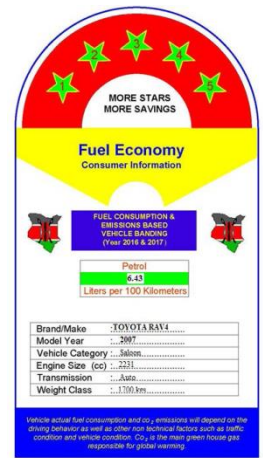 1
2
3
4
5
MORE STARS
MORE SAVINGS
Fuel Economy
Consumer Information
FUEL CONSUMPTION &
EMISSIONS BASED
VEHICLE BANDING
(Year 2016 & 2017)
Petrol
6.43
Liters per 100 Kilometers
Brand/Make :TOYOTA RAV4
Model Year : 2007
Vehicle Category : Saloon
Engine Size (cc) : 2231
Transmission : Auto
Weight Class : 1700 kgs
Vehicle actual fuel consumption and co₂ emissions will depend on the
driving behavior as well as other non technical factors such as traffic
condition and vehicle condition. Co₂ is the main green house gas
responsible for global warming.